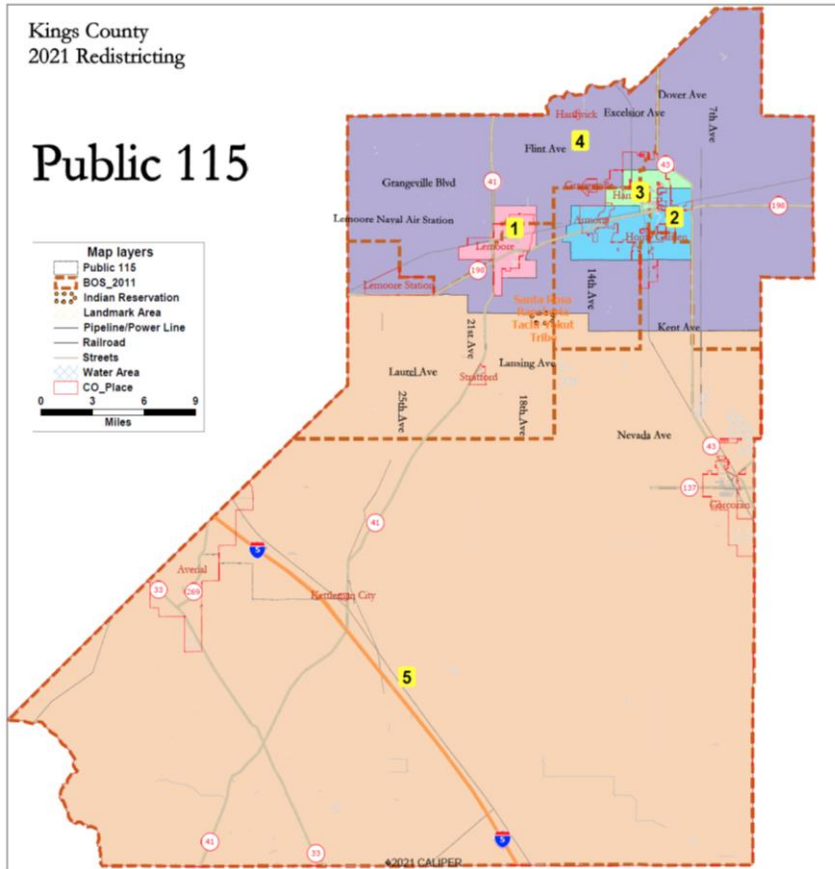 Kings County
2021 Redistricting
Public 115
Map layers
Public 115
BOS_2011
Indian Reservation
Landmark Area
Pipeline/Power Line
Railroad
Streets
Water Area
CO_Place
0 3 6 9
Miles
Dover Ave
Hardwick
Excelsior Ave
7th Ave
4
Flint Ave
43
41
Grangeville Blvd
3
198
Lemoore Naval Air Station
1
2
Armona
Lemoore
198
Lemoore Station
14th Ave
Santa Rosa
Rancheria
Tachi Yokut
Tribe
21st Ave
Kent Ave
Lansing Ave
Laurel Ave
Stratford
25th Ave
18th Ave
Nevada Ave
43
137
Corcoran
41
5
Avenal
33
269
Kettleman City
5
5
41
33
©2021 CALIPER